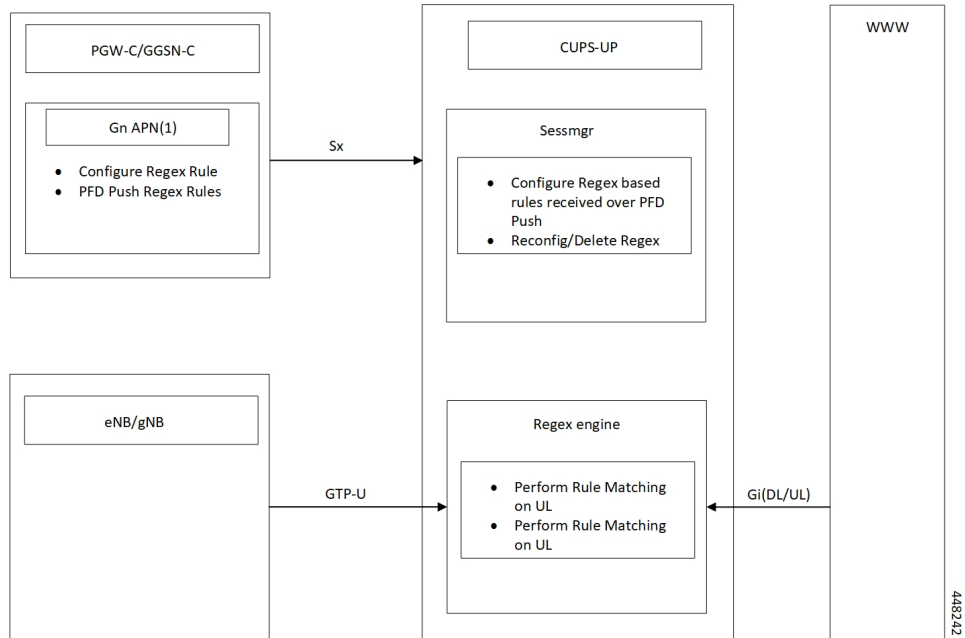 PGW-C/GGSN-C
Gn APN(1)
• Configure Regex Rule
• PFD Push Regex Rules
Sx
CUPS-UP
Sessmgr
• Configure Regex based
rules received over PFD
Push
• Reconfig/Delete Regex
WWW
eNB/gNB
GTP-U
Regex engine
• Perform Rule Matching
on UL
• Perform Rule Matching
on UL
Gi(DL/UL)
448242